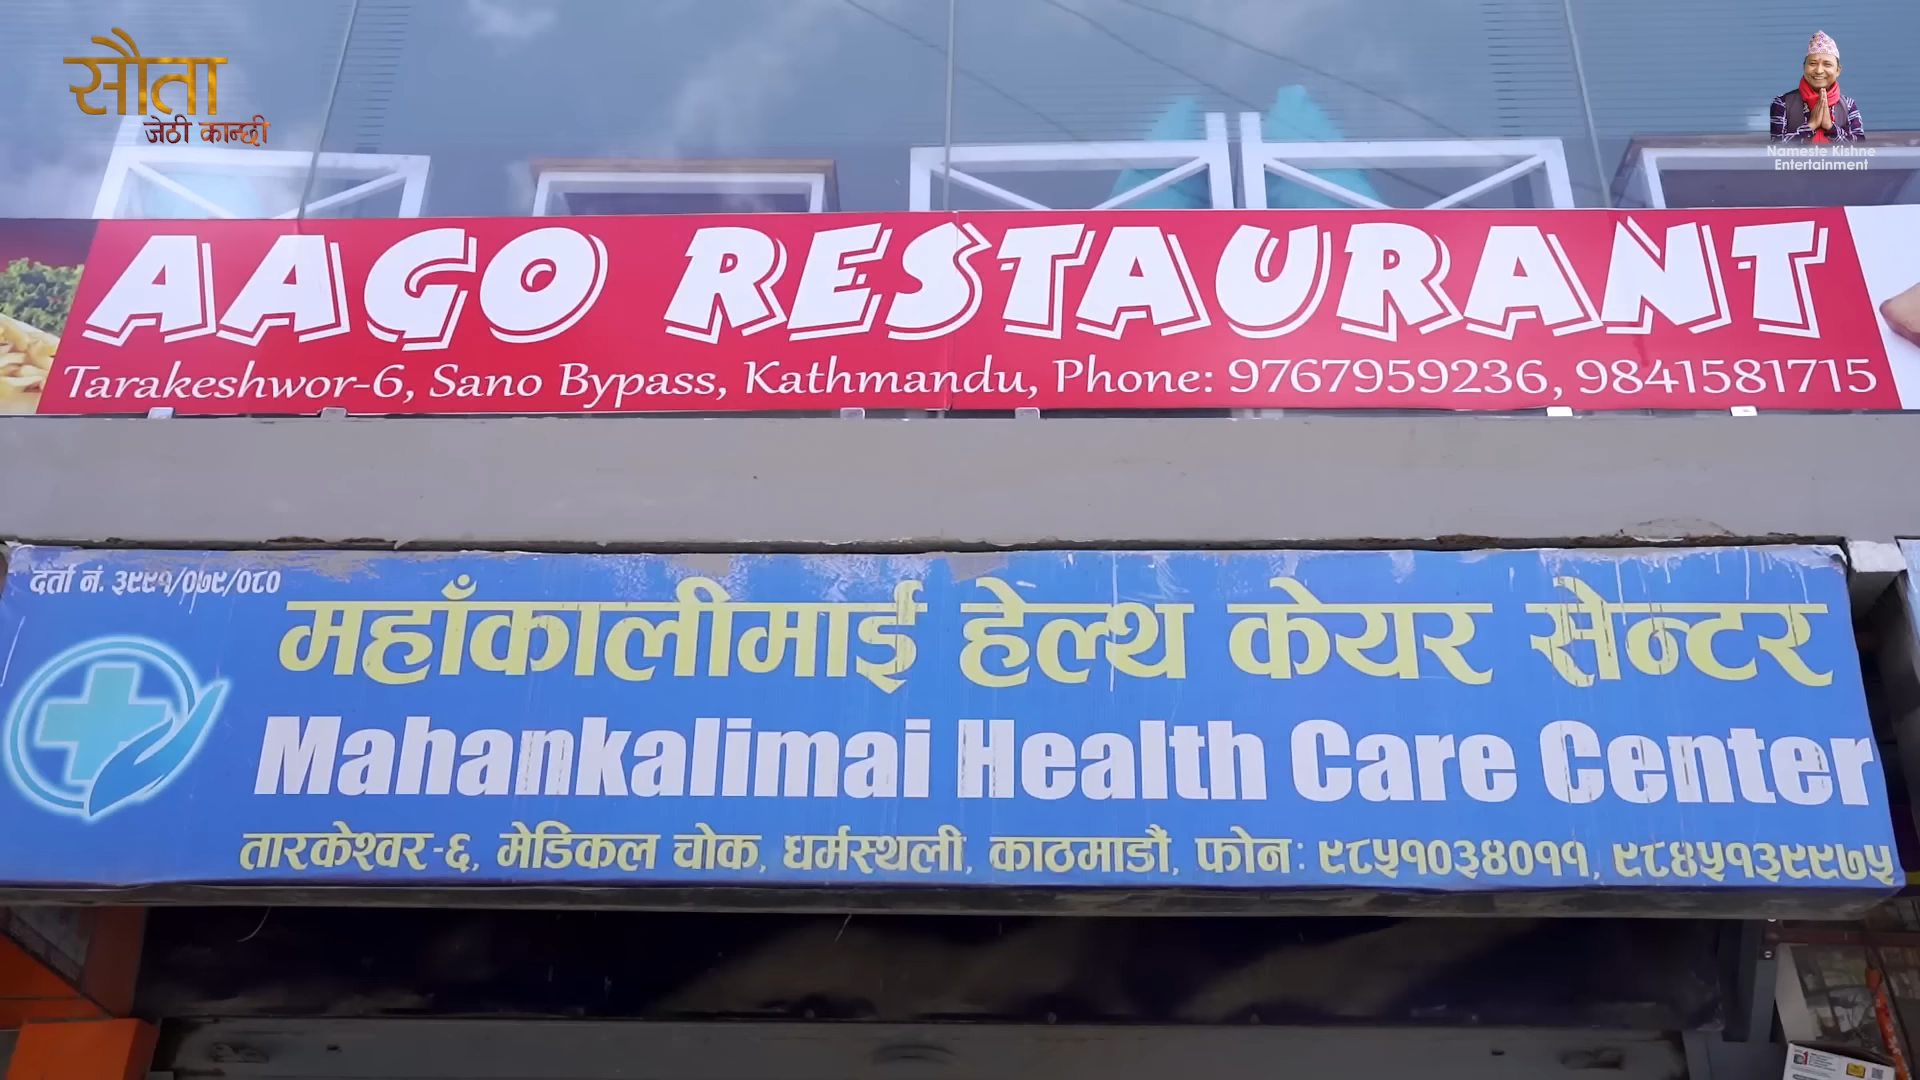 सौता
जेठी कान्छी
Nameste Kishne
Entertainment
AAGO RESTAURANT
Tarakeshwor-6, Sano Bypass, Kathmandu, Phone: 9767959236, 9841581715
दर्ता नं. ३९९१/०७९/०८०
महाँकालीमाई हेल्थ केयर सेन्टर
Mahankalimai Health Care Center
तारकेश्वर-६, मेडिकल चोक, धर्मस्थली, काठमाडौं, फोन: ९८५१०३४०११, ९८४५१३९९७५